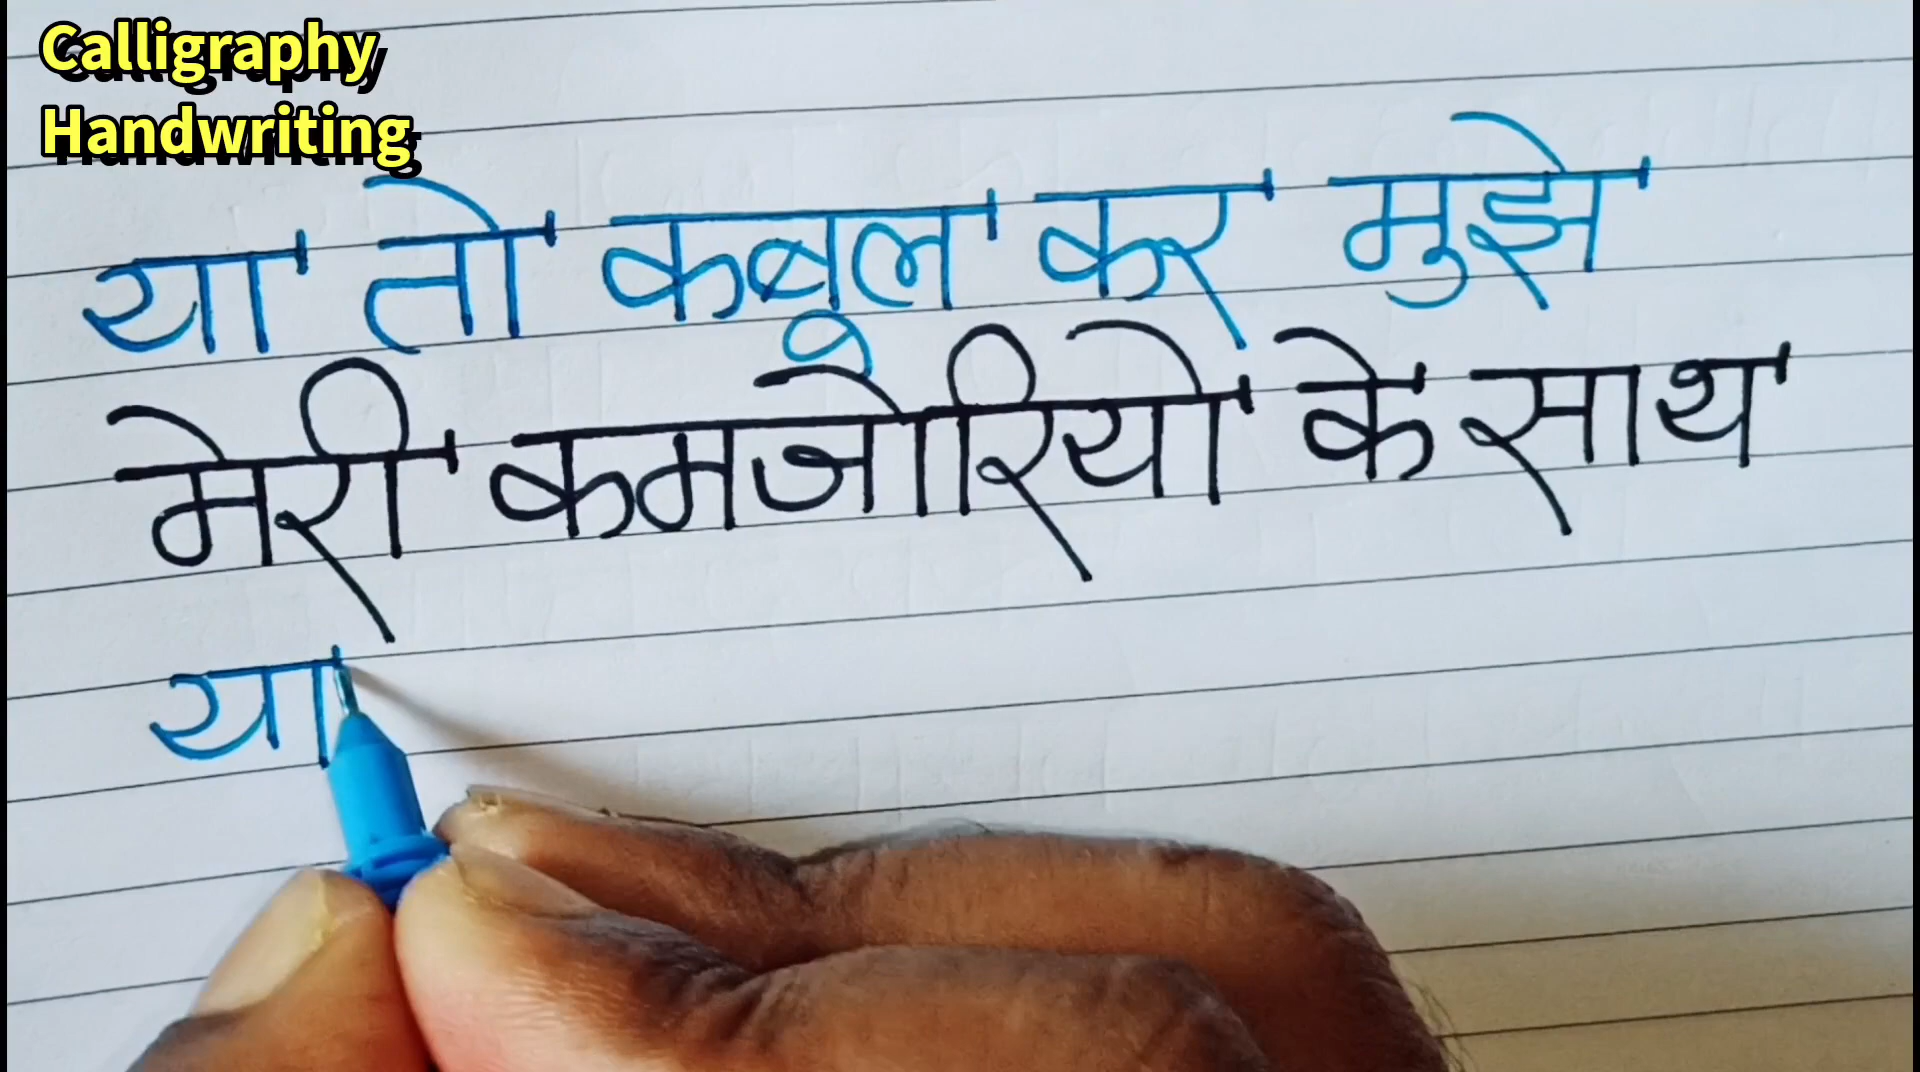 Calligraphy
Handwriting
या तो कबूल कर मुझे
मेरी कमजोरियो के साथ
या